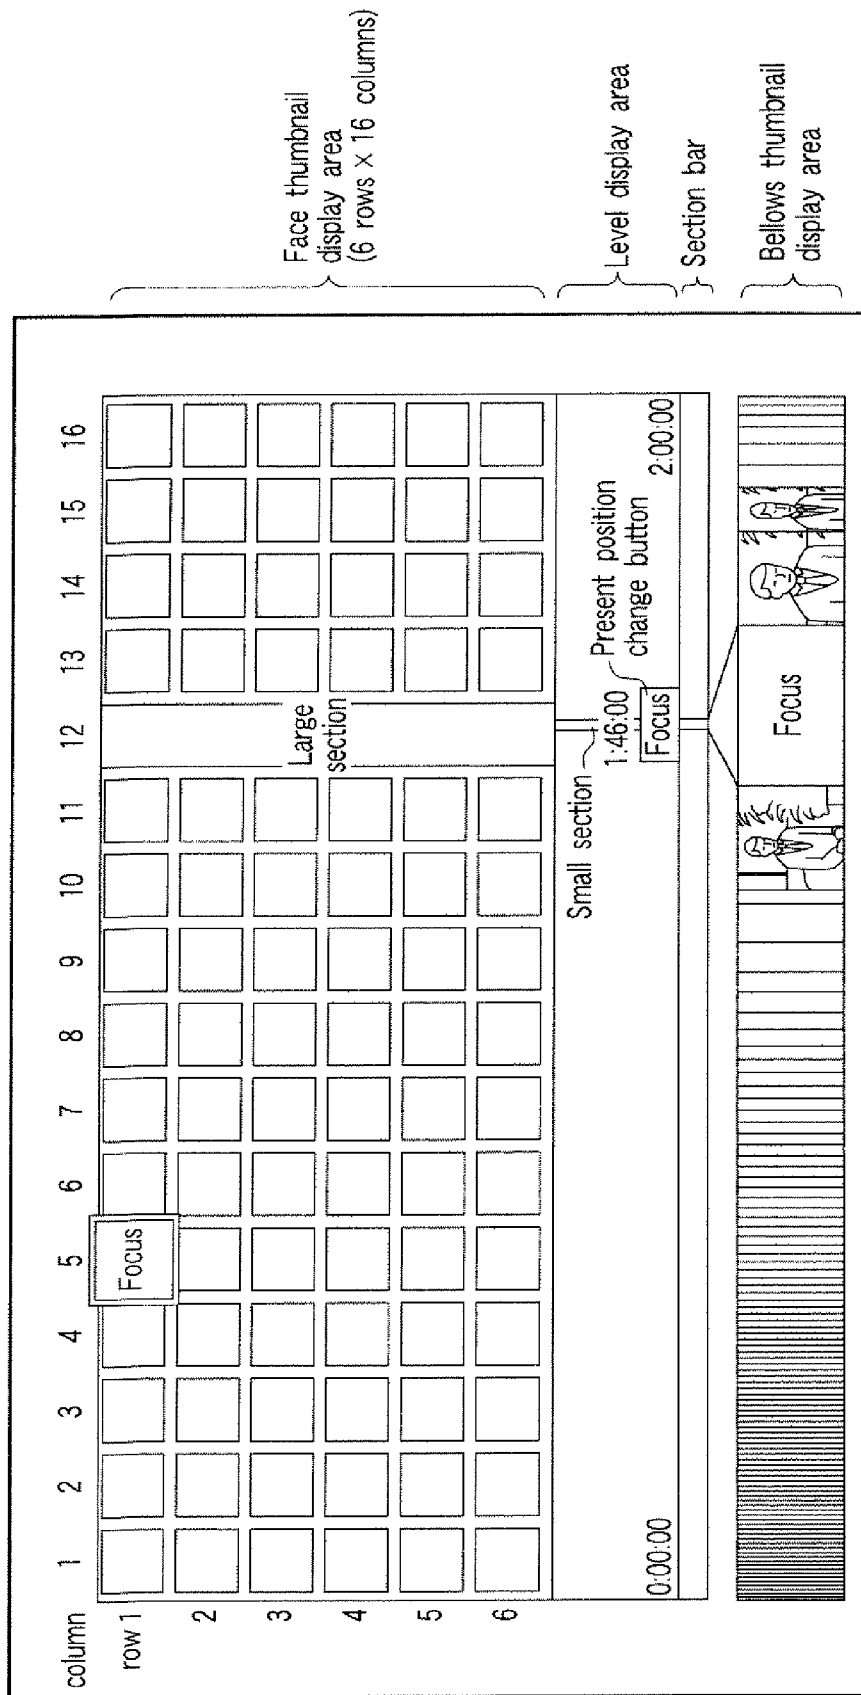 column
1
2
3
4
5
6
7
8
9
10
11
12
13
14
15
16
row 1
2
3
4
5
6
Focus
Large
section
Face thumbnail
display area
(6 rows X 16 columns)
Small section
1:46:00
Focus
Present position
change button
0:00:00
2:00:00
Level display area
Section bar
Focus
Bellows thumbnail
display area